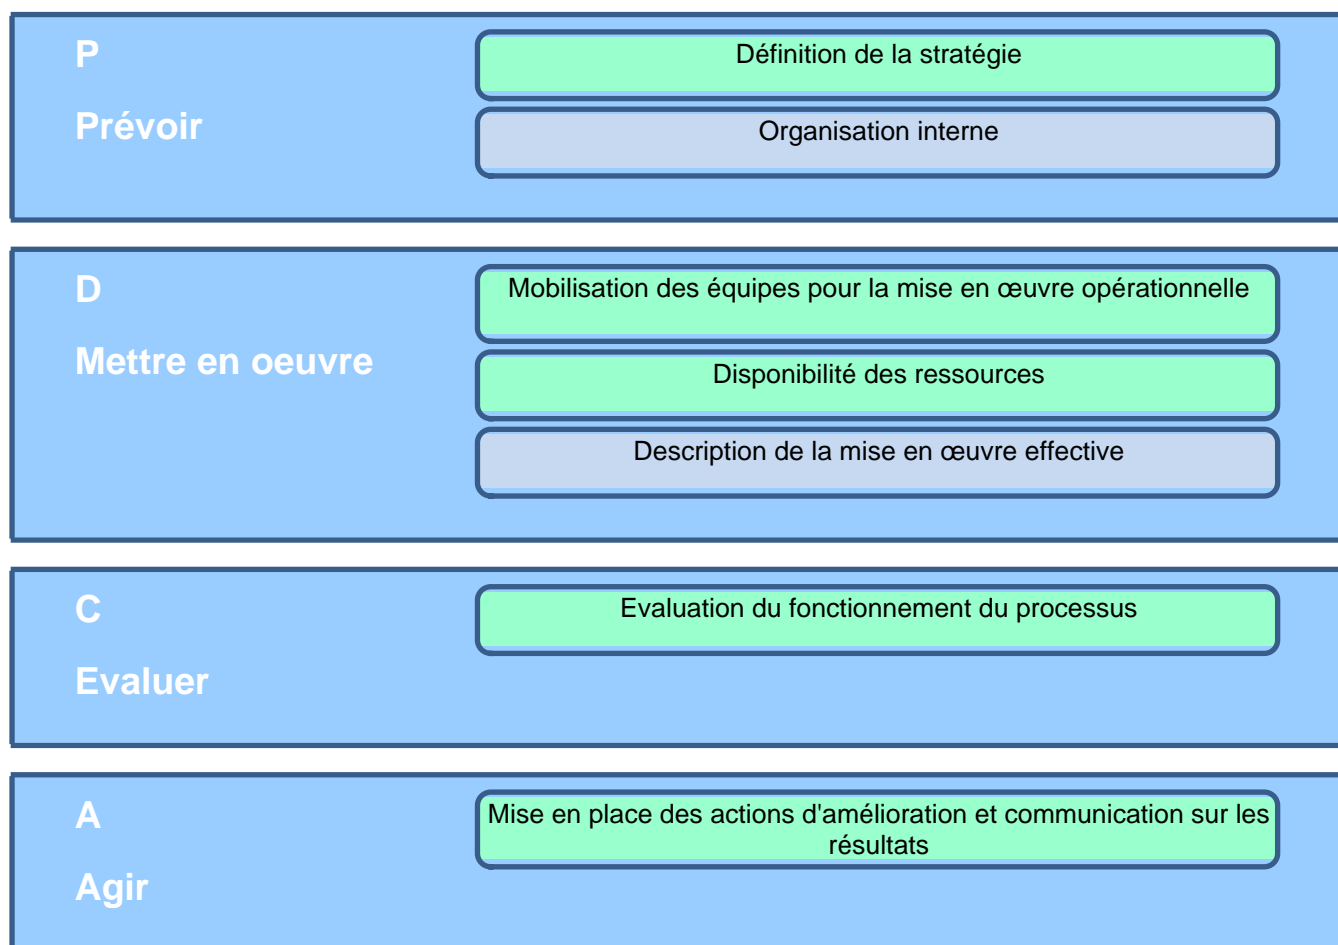 P
Prévoir
Définition de la stratégie
Organisation interne
D
Mettre en oeuvre
Mobilisation des équipes pour la mise en œuvre opérationnelle
Disponibilité des ressources
Description de la mise en œuvre effective
C
Evaluer
Evaluation du fonctionnement du processus
A
Agir
Mise en place des actions d'amélioration et communication sur les
résultats